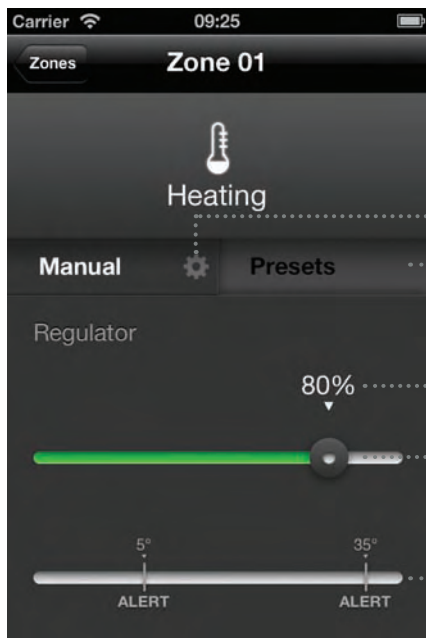 Carrier 09:25
Zones Zone 01
Heating
Manual Presets
Regulator
80%
5° 35°
ALERT ALERT